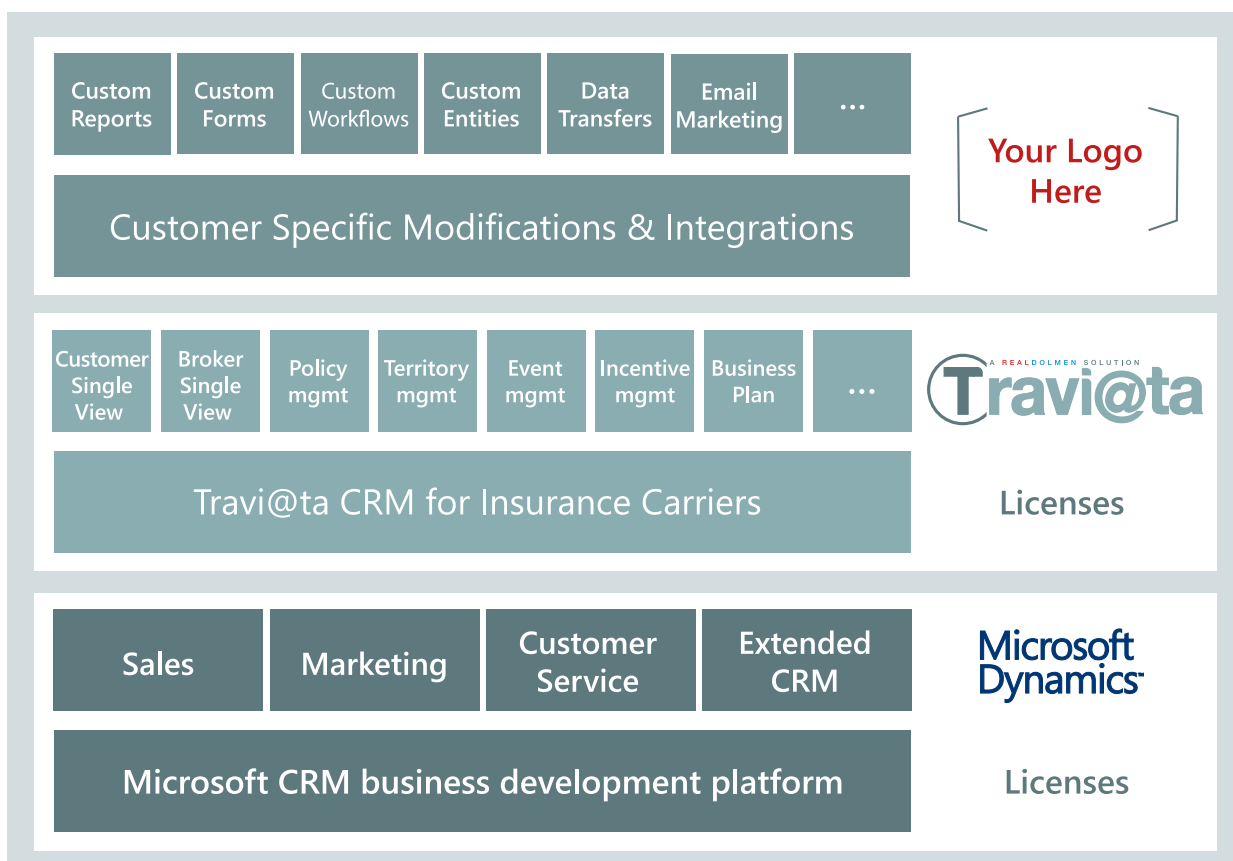 Custom
Reports
Custom
Forms
Custom
Workflows
Custom
Entities
Data
Transfers
Email
Marketing
...
Customer Specific Modifications & Integrations
Your Logo
Here
Customer
Single
View
Broker
Single
View
Policy
mgmt
Territory
mgmt
Event
mgmt
Incentive
mgmt
Business
Plan
...
Travi@ta CRM for Insurance Carriers
A REALDOLMEN SOLUTION
Travi@ta
Licenses
Sales
Marketing
Customer
Service
Extended
CRM
Microsoft CRM business development platform
Microsoft
Dynamics™
Licenses